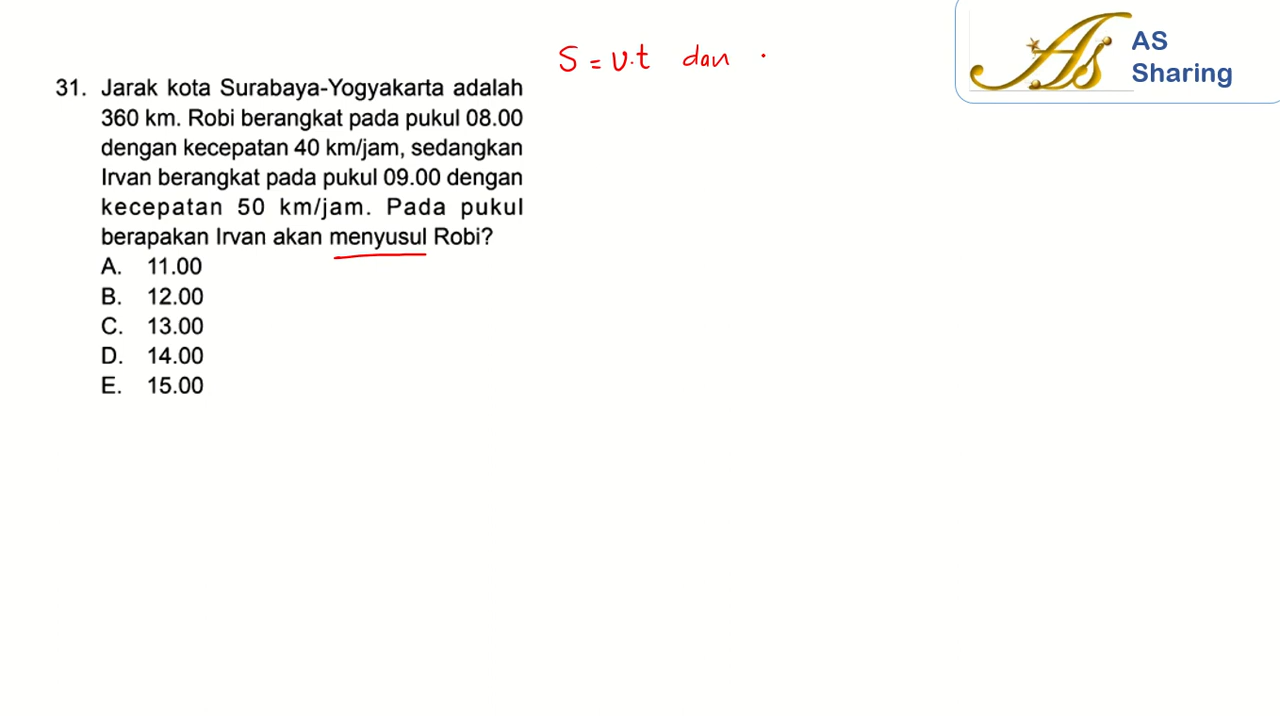 S = v.t dan
AS
Sharing
31. Jarak kota Surabaya-Yogyakarta adalah
360 km. Robi berangkat pada pukul 08.00
dengan kecepatan 40 km/jam, sedangkan
Irvan berangkat pada pukul 09.00 dengan
kecepatan 50 km/jam. Pada pukul
berapakan Irvan akan menyusul Robi?
A. 11.00
B. 12.00
C. 13.00
D. 14.00
E. 15.00